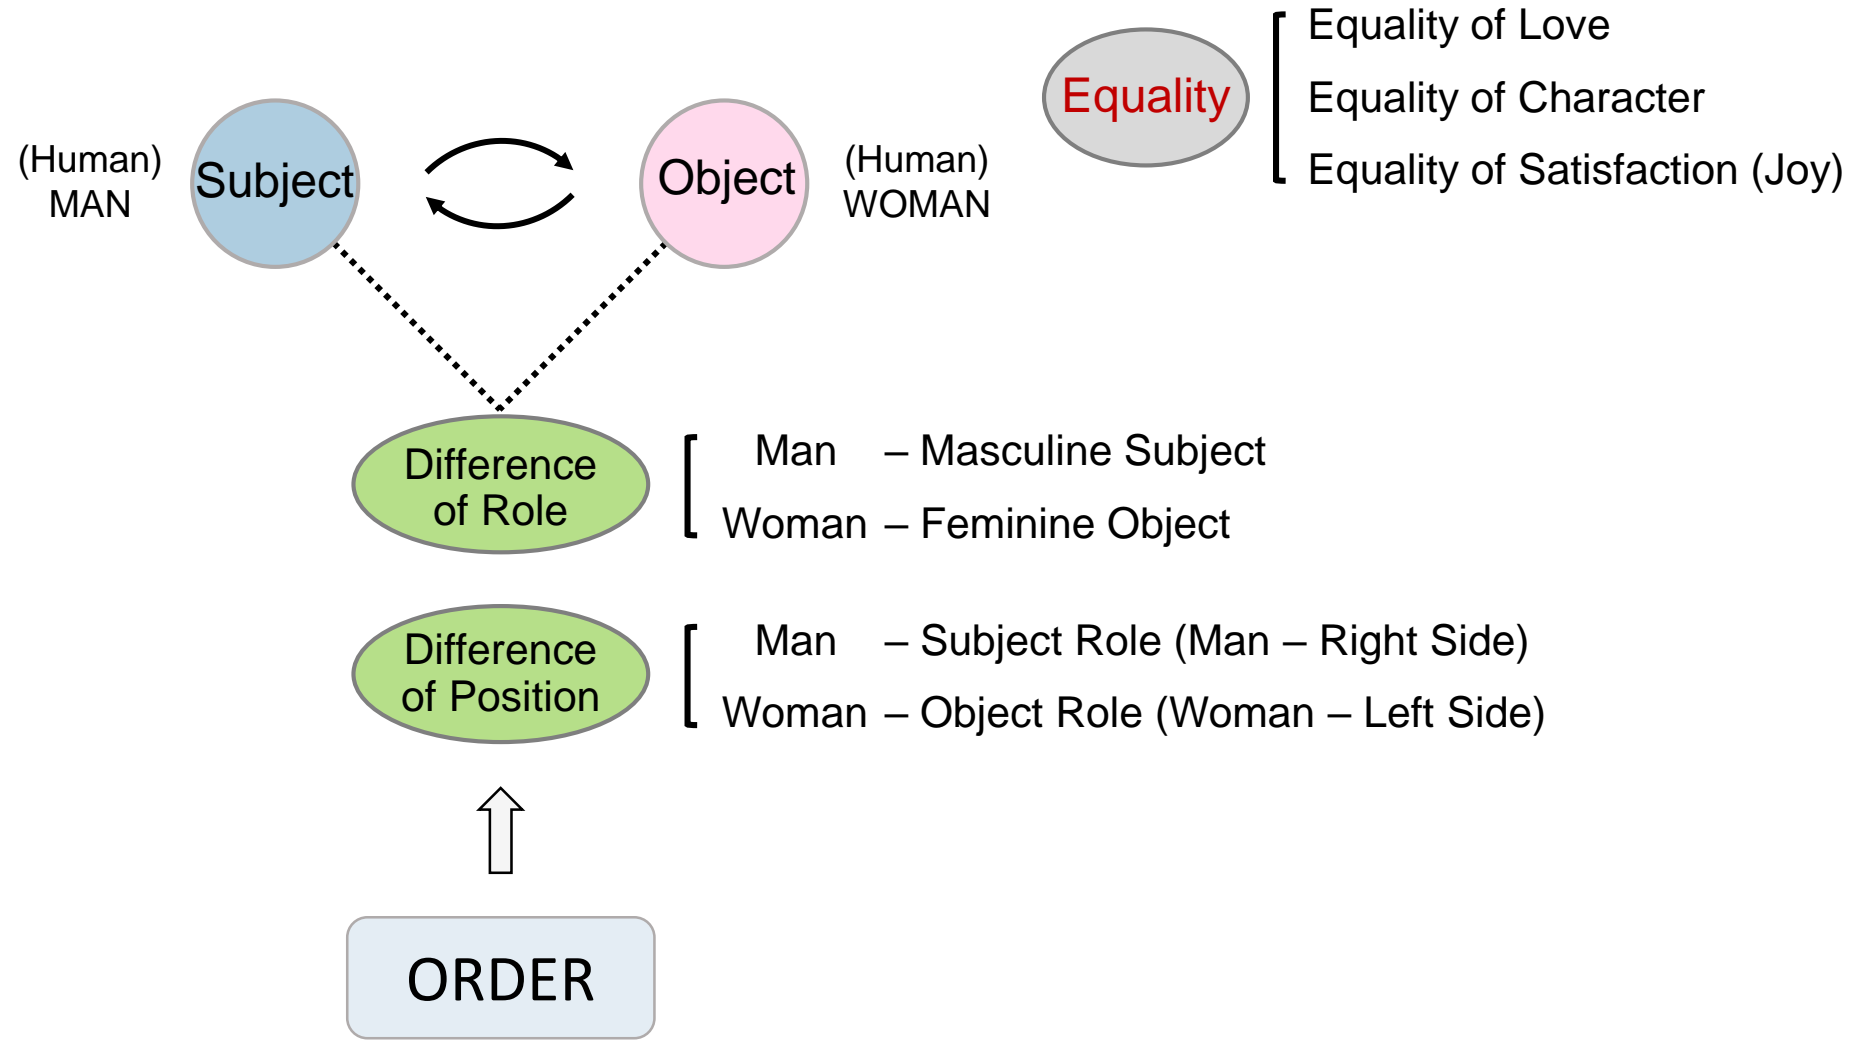 Equality of Love
Equality
Equality of Character
Equality of Satisfaction (Joy)
(Human)
MAN
Subject
Object
(Human)
WOMAN
Difference
of Role
Man – Masculine Subject
Woman – Feminine Object
Difference
of Position
Man – Subject Role (Man – Right Side)
Woman – Object Role (Woman – Left Side)
ORDER